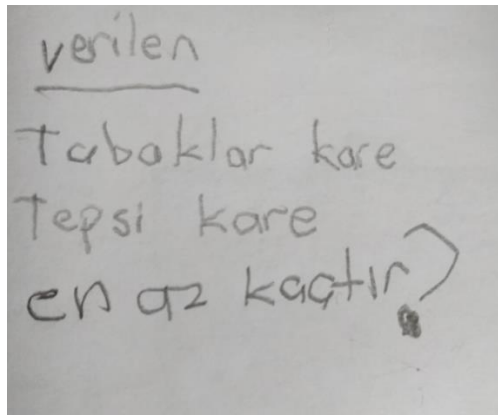 verilen
Tabaklar kare
Tepsi kare
en az kaçtır?